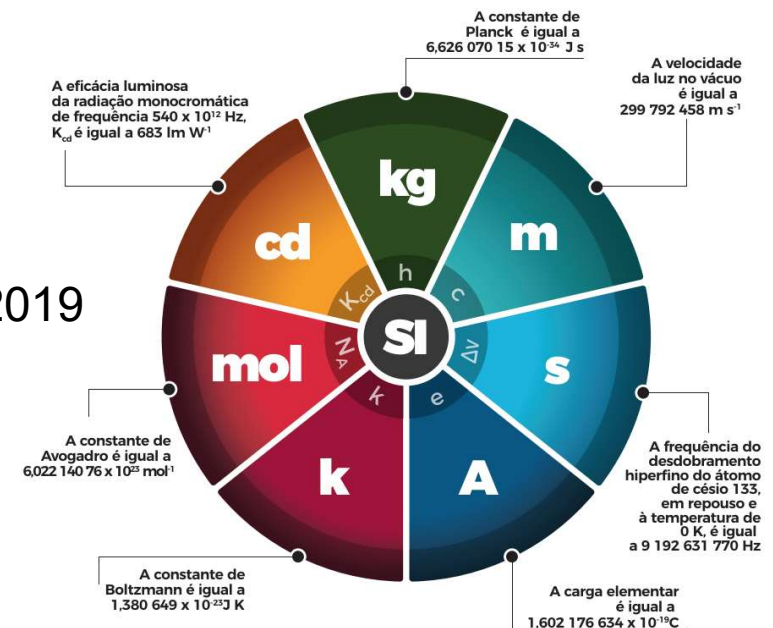 A constante de
Planck é igual a
6,626 070 15 x 10⁻³⁴ J s
A velocidade
da luz no vácuo
é igual a
299 792 458 m s⁻¹
A eficácia luminosa
da radiação monocromática
de frequência 540 x 10¹² Hz,
K_cd é igual a 683 lm W⁻¹
kg
m
cd
h
c
K_cd
2019
SI
mol
N_A
Δν
s
k
e
k
A
A constante de
Avogadro é igual a
6,022 140 76 x 10²³ mol⁻¹
A frequência do
desdobramento
hiperfino do átomo
de césio 133,
em repouso e
à temperatura de
0 K, é igual
a 9 192 631 770 Hz
A constante de
Boltzmann é igual a
1,380 649 x 10⁻²³J K
A carga elementar
é igual a
1,602 176 634 x 10⁻¹⁹C